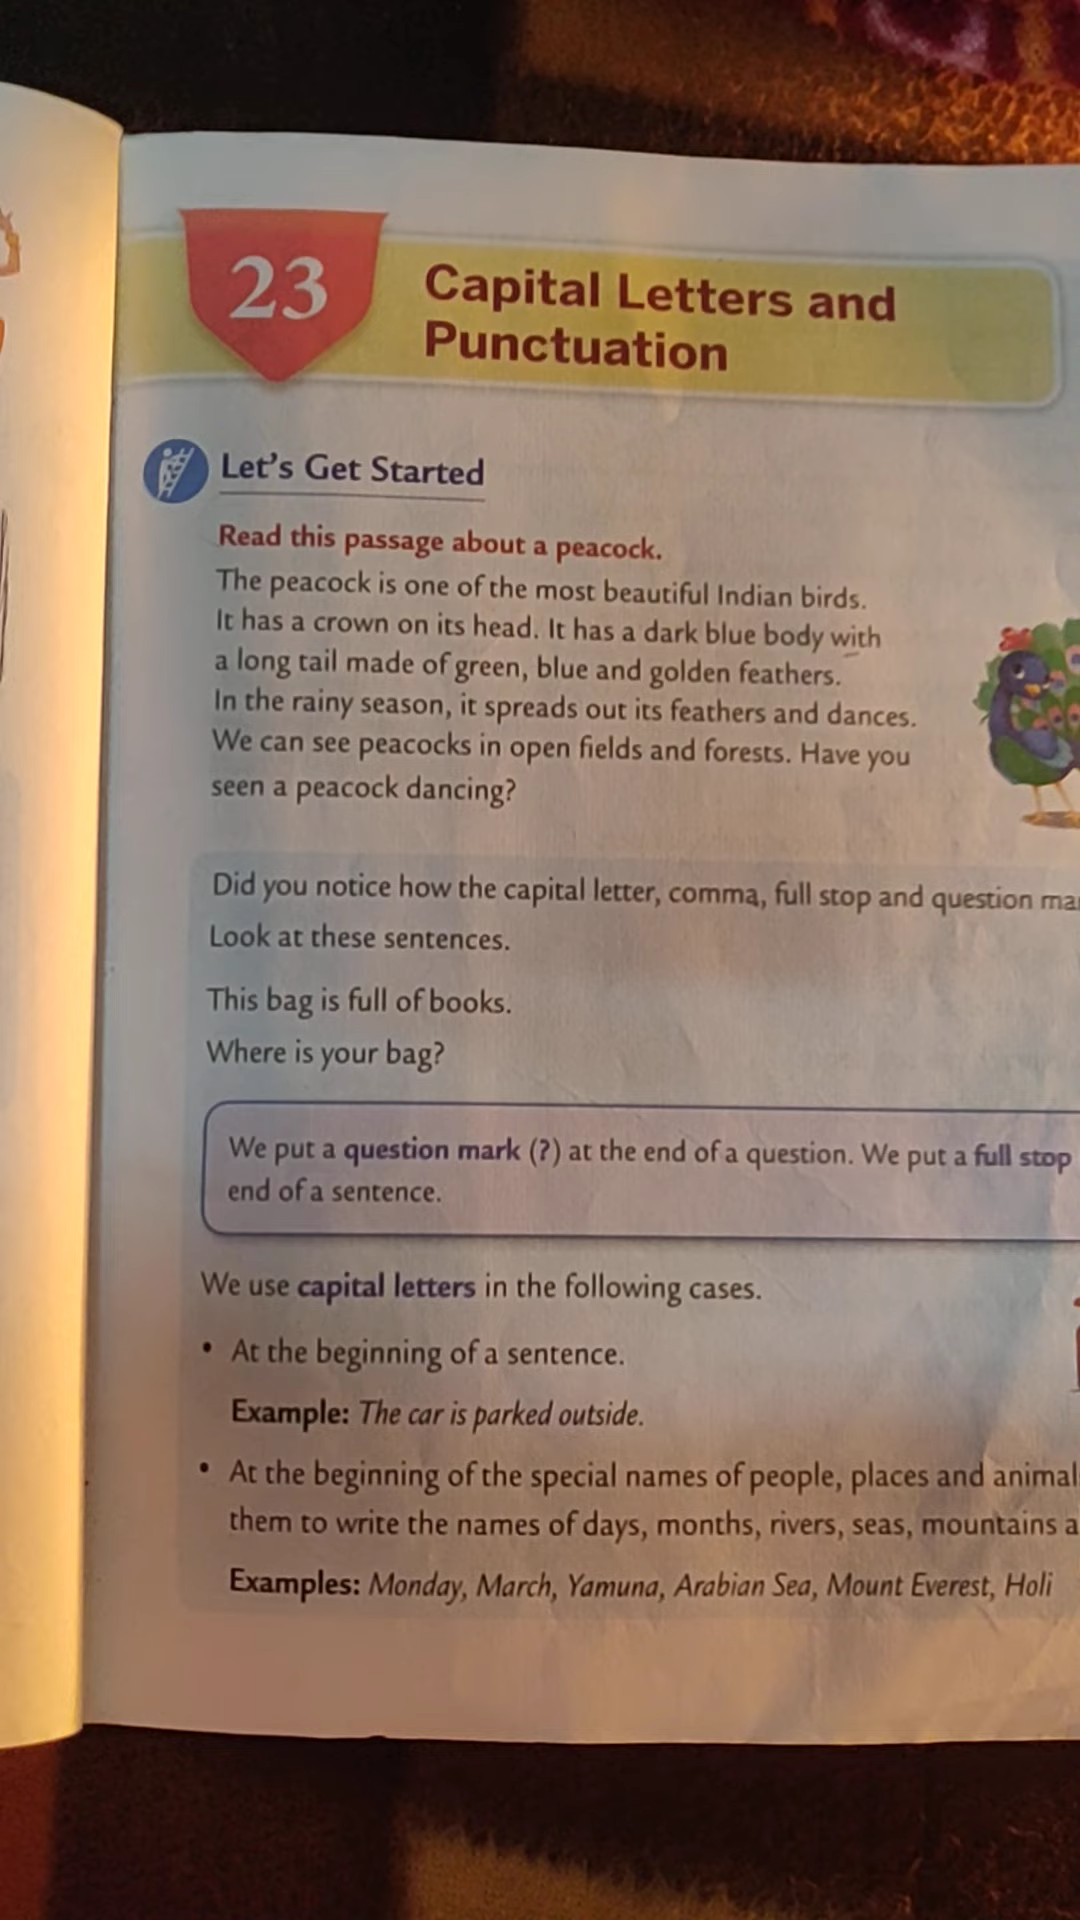 23
Capital Letters and
Punctuation
Let's Get Started
Read this passage about a peacock.
The peacock is one of the most beautiful Indian birds.
It has a crown on its head. It has a dark blue body with
a long tail made of green, blue and golden feathers.
In the rainy season, it spreads out its feathers and dances.
We can see peacocks in open fields and forests. Have you
seen a peacock dancing?
Did you notice how the capital letter, comma, full stop and question
Look at these sentences.
This bag is full of books.
Where is your bag?
We put a question mark (?) at the end of a question. We put a full stop
end of a sentence.
We use capital letters in the following cases.
• At the beginning of a sentence.
Example: The car is parked outside.
• At the beginning of the special names of people, places and
them to write the names of days, months, rivers, seas, mountains
Examples: Monday, March, Yamuna, Arabian Sea, Mount Everest, Holi